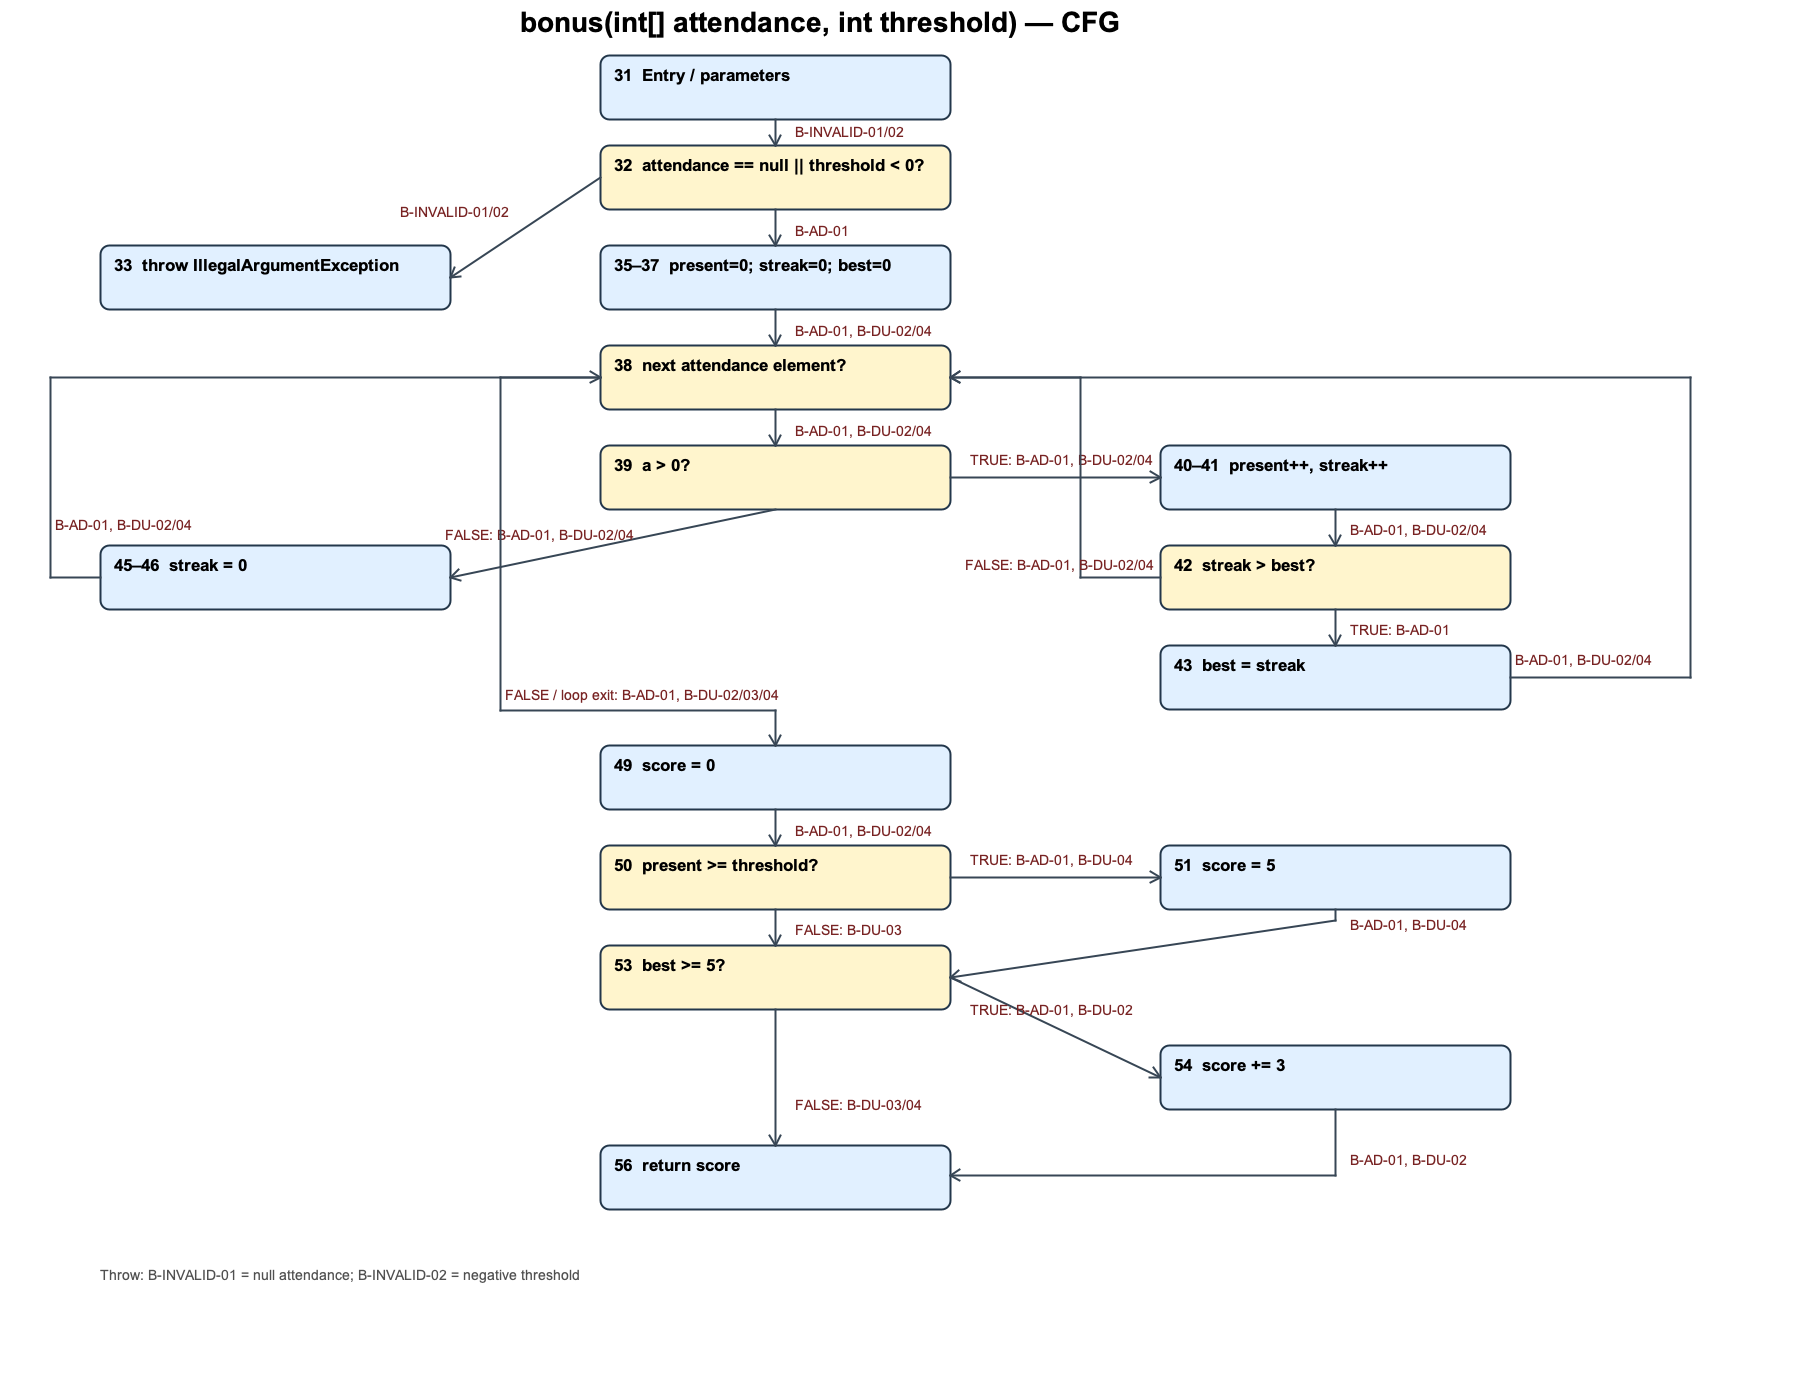 bonus(int[] attendance, int threshold) — CFG
31 Entry / parameters
B-INVALID-01/02
32 attendance == null || threshold < 0?
B-INVALID-01/02
B-AD-01
33 throw IllegalArgumentException
35–37 present=0; streak=0; best=0
B-AD-01, B-DU-02/04
38 next attendance element?
B-AD-01, B-DU-02/04
39 a > 0?
TRUE: B-AD-01, B-DU-02/04
40–41 present++, streak++
B-AD-01, B-DU-02/04
FALSE: B-AD-01, B-DU-02/04
B-AD-01, B-DU-02/04
45–46 streak = 0
FALSE: B-AD-01, B-DU-02/04
42 streak > best?
TRUE: B-AD-01
43 best = streak
B-AD-01, B-DU-02/04
FALSE / loop exit: B-AD-01, B-DU-02/03/04
49 score = 0
B-AD-01, B-DU-02/04
50 present >= threshold?
TRUE: B-AD-01, B-DU-04
51 score = 5
FALSE: B-DU-03
B-AD-01, B-DU-04
53 best >= 5?
TRUE: B-AD-01, B-DU-02
54 score += 3
FALSE: B-DU-03/04
B-AD-01, B-DU-02
56 return score
Throw: B-INVALID-01 = null attendance; B-INVALID-02 = negative threshold